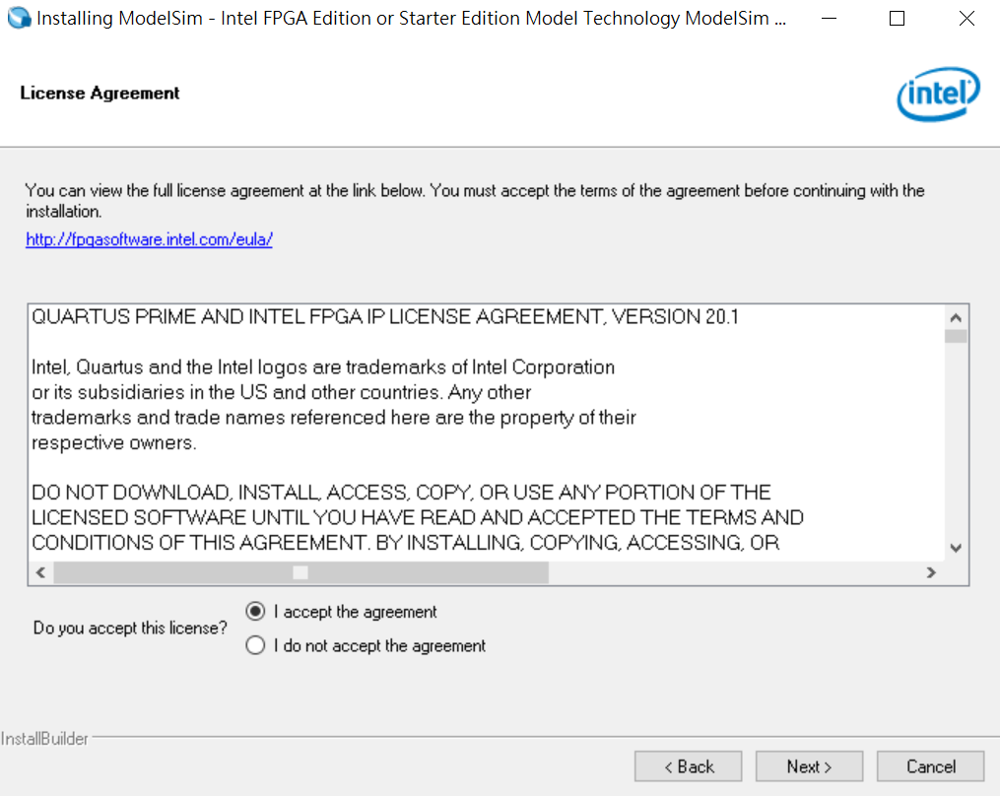 Installing ModelSim - Intel FPGA Edition or Starter Edition Model Technology ModelSim ...
License Agreement
intel
You can view the full license agreement at the link below. You must accept the terms of the agreement before continuing with the
installation.
http://fpgasoftware.intel.com/eula/
QUARTUS PRIME AND INTEL FPGA IP LICENSE AGREEMENT, VERSION 20.1
Intel, Quartus and the Intel logos are trademarks of Intel Corporation
or its subsidiaries in the US and other countries. Any other
trademarks and trade names referenced here are the property of their
respective owners.
DO NOT DOWNLOAD, INSTALL, ACCESS, COPY, OR USE ANY PORTION OF THE
LICENSED SOFTWARE UNTIL YOU HAVE READ AND ACCEPTED THE TERMS AND
CONDITIONS OF THIS AGREEMENT. BY INSTALLING, COPYING, ACCESSING, OR
Do you accept this license?
I accept the agreement
I do not accept the agreement
InstallBuilder
< Back
Next >
Cancel